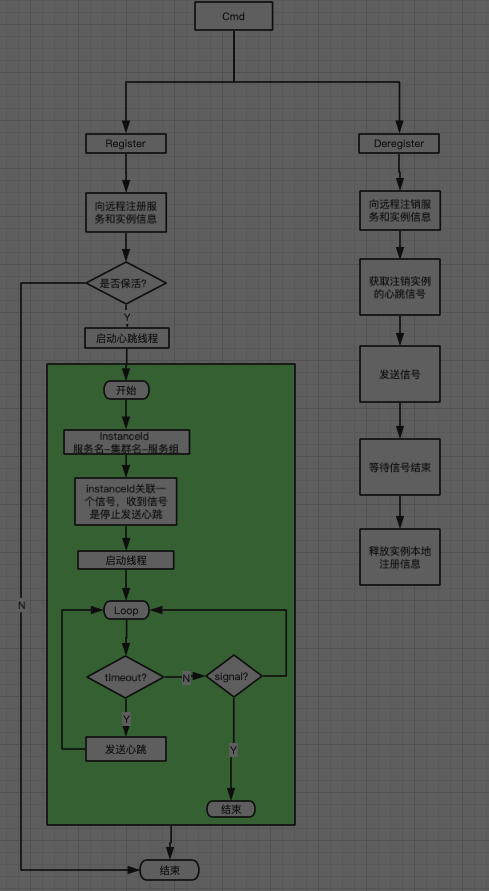 Cmd
Register
Deregister
向远程注册服
务和实例信息
向远程注销服
务和实例信息
是否保活?
Y
启动心跳线程
获取注销实例
的心跳信号
发送信号
等待信号结束
释放实例本地
注册信息
开始
InstanceId
服务名-集群名-服务组
instanceId关联一
个信号，收到信号
是停止发送心跳
启动线程
N
Loop
timeout?
N
signal?
Y
发送心跳
Y
结束
结束